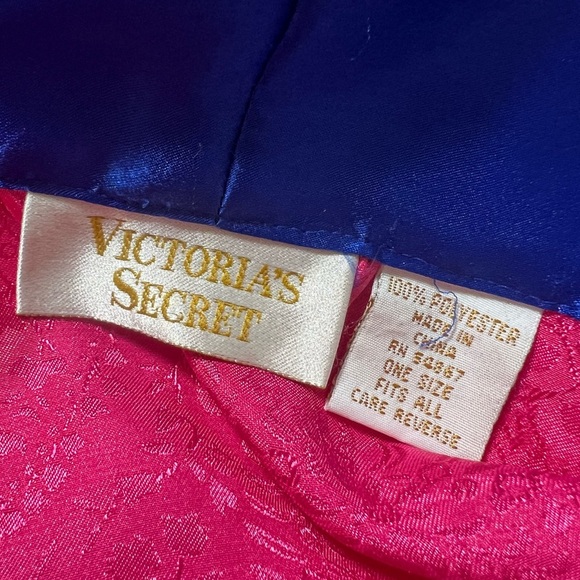 VICTORIA'S
SECRET
100% POLYESTER
MADE IN
CHINA
RN 54867
ONE SIZE
FITS ALL
CARE REVERSE